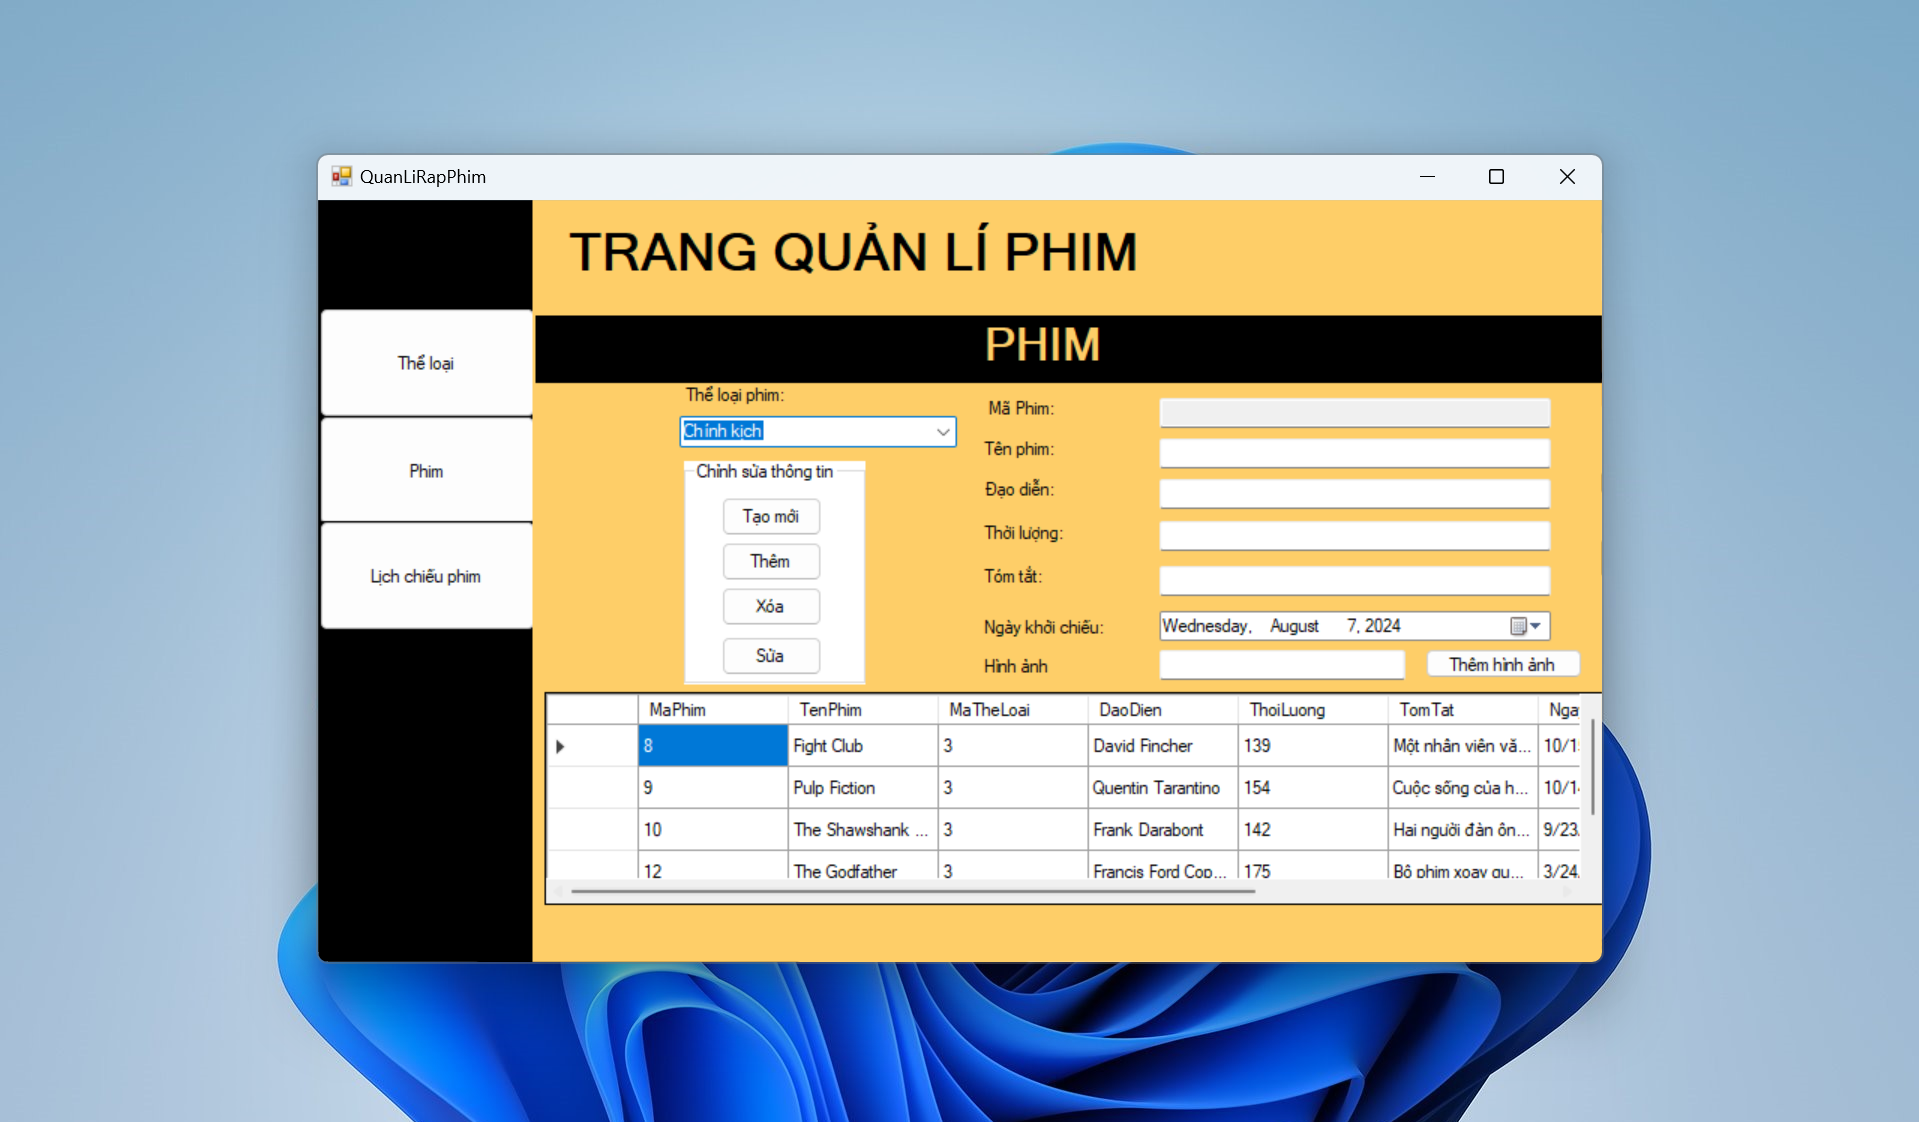 QuanLiRapPhim
TRANG QUẢN LÍ PHIM
Thể loại
Phim
Lịch chiếu phim
PHIM
Thể loại phim:
Chính kịch
Chỉnh sửa thông tin
Tạo mới
Thêm
Xóa
Sửa
Mã Phim:
Tên phim:
Đạo diễn:
Thời lượng:
Tóm tắt:
Ngày khởi chiếu: Wednesday, August 7, 2024
Hình ảnh Thêm hình ảnh
MaPhim TenPhim MaTheLoai DaoDien ThoiLuong TomTat
8 Fight Club 3 David Fincher 139 Một nhân viên vă...
9 Pulp Fiction 3 Quentin Tarantino 154 Cuộc sống của h...
10 The Shawshank ... 3 Frank Darabont 142 Hai người đàn ôn... 9/23
12 The Godfather 3 Francis Ford Cop... 175 Bộ phim xoay qu... 3/24